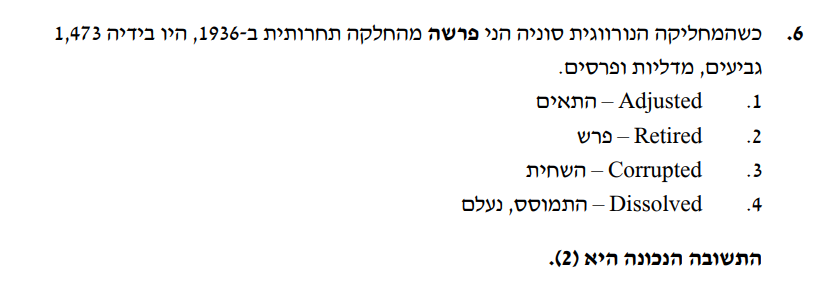 6. כשהמחליקה הנורווגית סוניה הני פרשה מהחלקה תחרותית ב-1936, היו בידיה 1,473
גביעים, מדליות ופרסים.
1. Adjusted – התאים
2. Retired – פרש
3. Corrupted – השחית
4. Dissolved – התמוסס, נעלם
התשובה הנכונה היא (2).